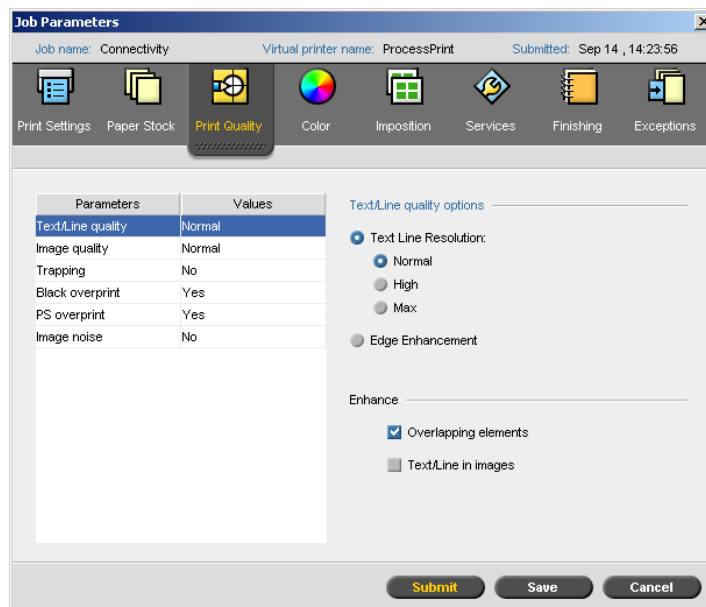 Job Parameters
Job name: Connectivity Virtual printer name: ProcessPrint Submitted: Sep 14 , 14:23:56
Print Settings Paper Stock Print Quality Color Imposition Services Finishing Exceptions
Parameters Values
Text/Line quality Normal
Image quality Normal
Trapping No
Black overprint Yes
PS overprint Yes
Image noise No
Text/Line quality options
Text Line Resolution:
Normal
High
Max
Edge Enhancement
Enhance
Overlapping elements
Text/Line in images
Submit Save Cancel